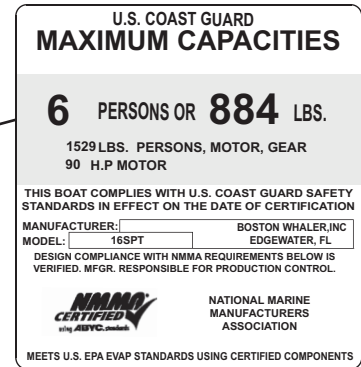 U.S. COAST GUARD
MAXIMUM CAPACITIES
6 PERSONS OR 884 LBS.
1529 LBS. PERSONS, MOTOR, GEAR
90 H.P MOTOR
THIS BOAT COMPLIES WITH U.S. COAST GUARD SAFETY
STANDARDS IN EFFECT ON THE DATE OF CERTIFICATION
MANUFACTURER: BOSTON WHALER,INC
MODEL: 16SPT EDGEWATER, FL
DESIGN COMPLIANCE WITH NMMA REQUIREMENTS BELOW IS
VERIFIED. MFGR. RESPONSIBLE FOR PRODUCTION CONTROL.
NMMA
CERTIFIED
using ABYC standards
NATIONAL MARINE
MANUFACTURERS
ASSOCIATION
MEETS U.S. EPA EVAP STANDARDS USING CERTIFIED COMPONENTS